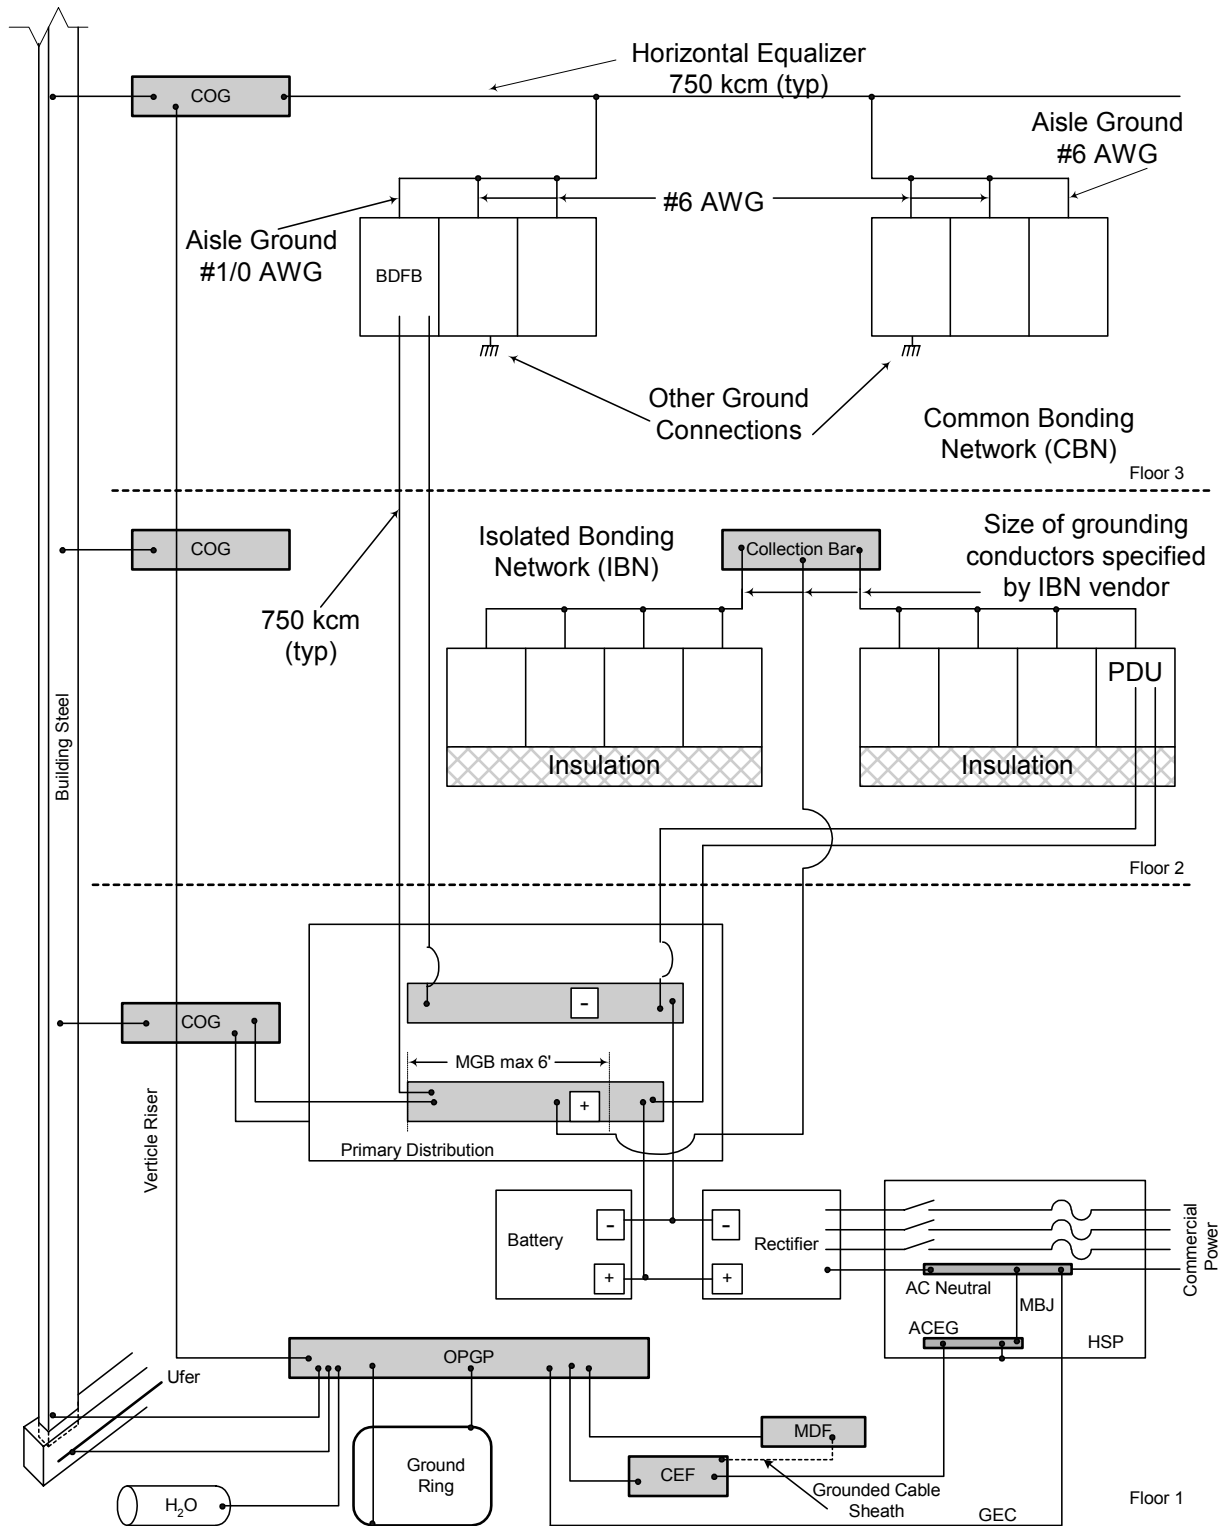 Horizontal Equalizer
750 kcm (typ)
COG
Aisle Ground
#6 AWG
#6 AWG
Aisle Ground
#1/0 AWG
BDFB
Other Ground
Connections
Common Bonding
Network (CBN)
Floor 3
COG
Isolated Bonding
Network (IBN)
Collection Bar
Size of grounding
conductors specified
by IBN vendor
750 kcm
(typ)
PDU
Building Steel
Insulation
Insulation
Floor 2
-
COG
MGB max 6'
+
Primary Distribution
Verticle Riser
Battery
-
+
Rectifier
-
+
Commercial
Power
AC Neutral
MBJ
ACEG
HSP
OPGP
Ufer
MDF
Ground
Ring
CEF
Grounded Cable
Sheath
H2O
GEC
Floor 1